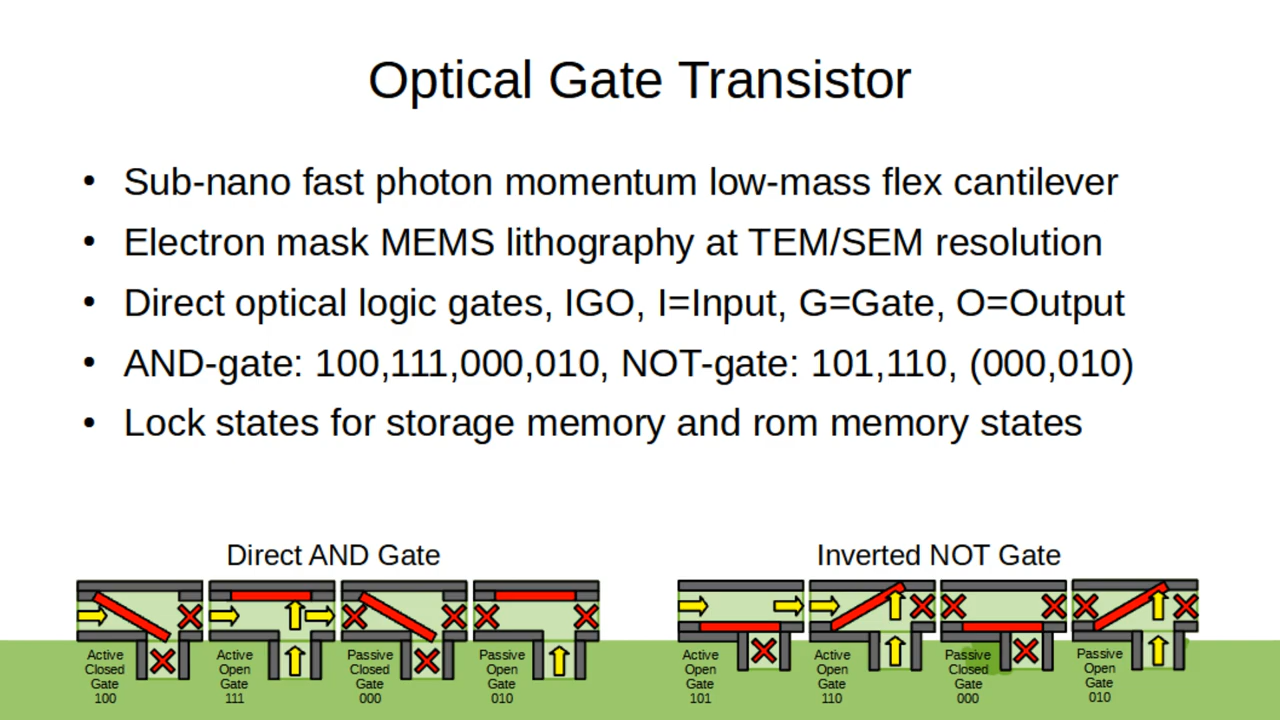 Optical Gate Transistor
• Sub-nano fast photon momentum low-mass flex cantilever
• Electron mask MEMS lithography at TEM/SEM resolution
• Direct optical logic gates, IGO, I=Input, G=Gate, O=Output
• AND-gate: 100,111,000,010, NOT-gate: 101,110, (000,010)
• Lock states for storage memory and rom memory states
Direct AND Gate
Active
Closed
Gate
100
Active
Open
Gate
111
Passive
Closed
Gate
000
Passive
Open
Gate
010
Inverted NOT Gate
Active
Open
Gate
101
Active
Open
Gate
110
Passive
Closed
Gate
000
Passive
Open
Gate
010